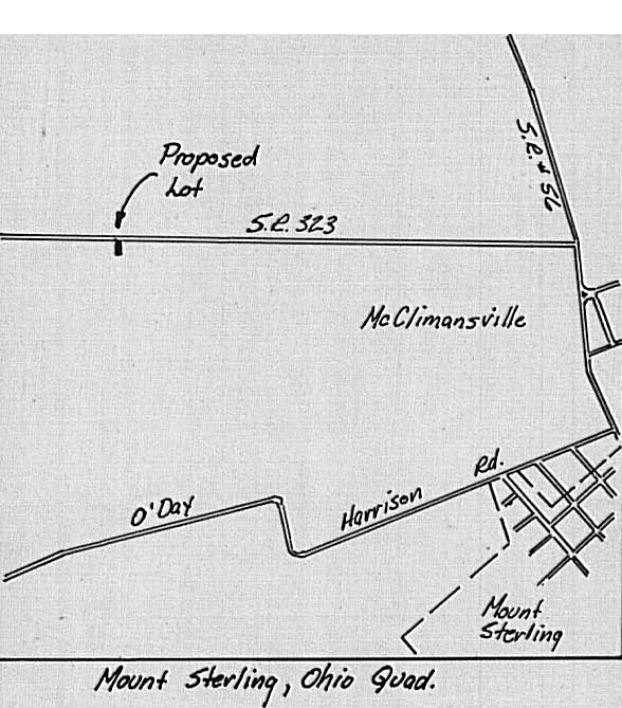 Proposed
Lot
S.R. 323
S.R. # 56
McClimansville
Rd.
Harrison
O'Day
Mount
Sterling
Mount Sterling, Ohio Quad.